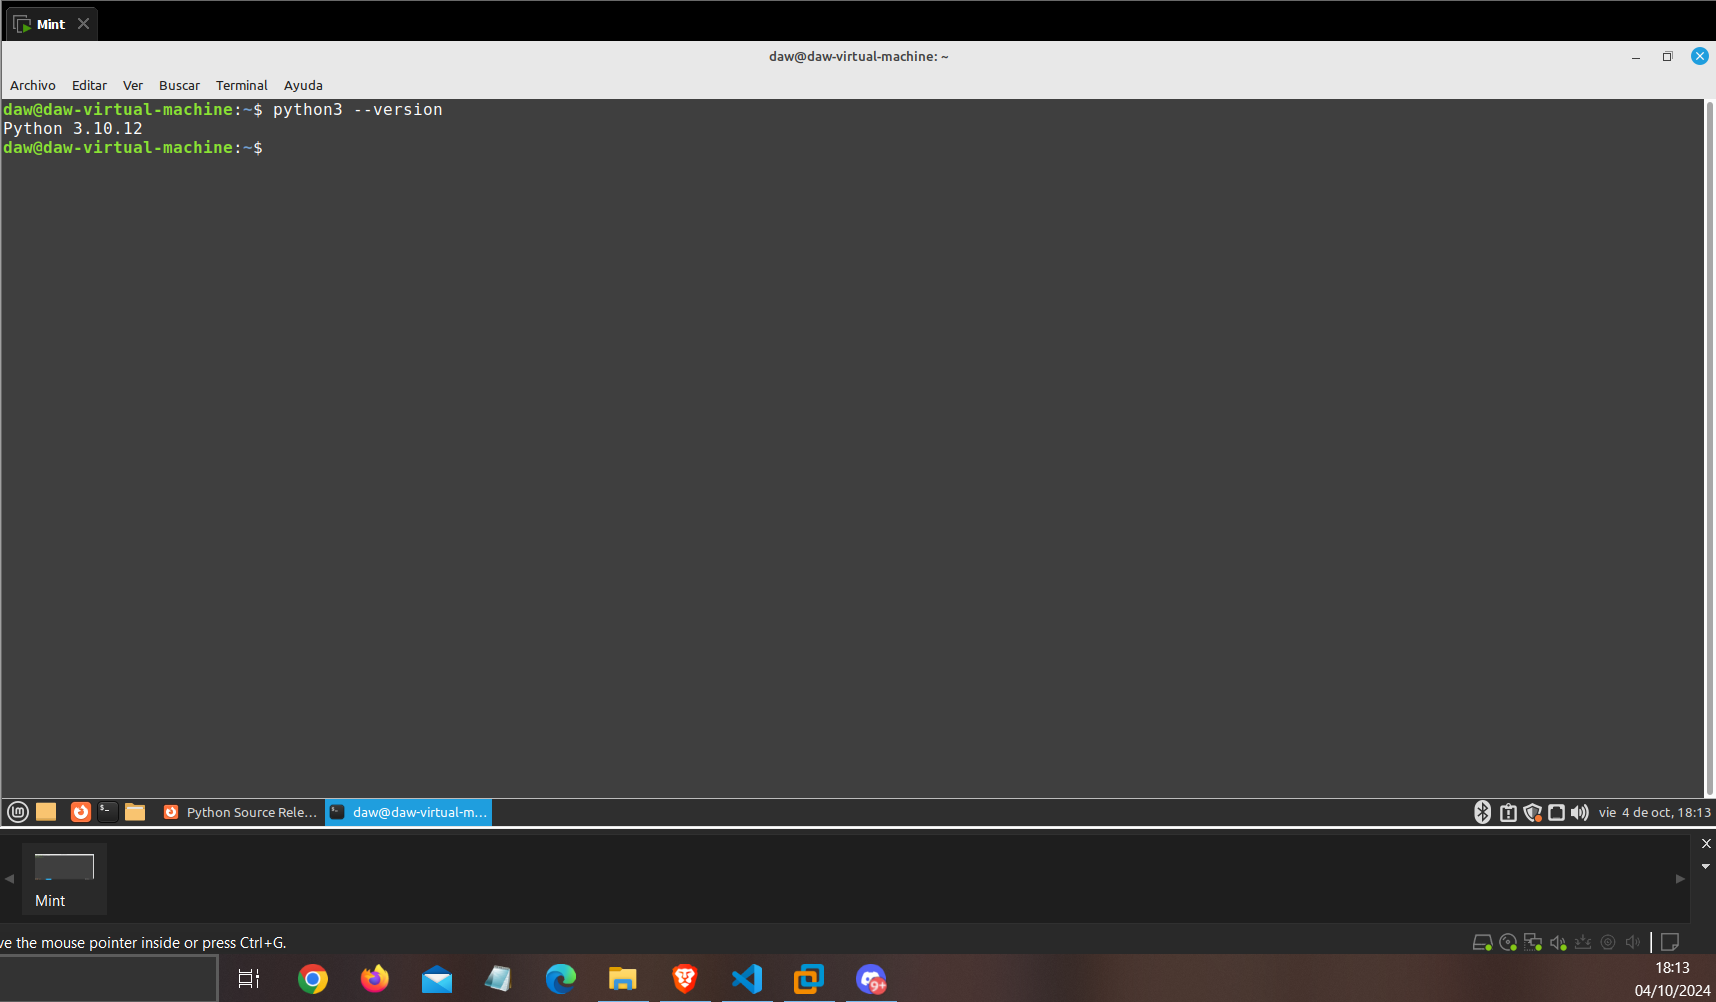 Mint
daw@daw-virtual-machine: ~
Archivo Editar Ver Buscar Terminal Ayuda
daw@daw-virtual-machine:~$ python3 --version
Python 3.10.12
daw@daw-virtual-machine:~$
Python Source Rele...
daw@daw-virtual-m...
vie 4 de oct, 18:13
Mint
ve the mouse pointer inside or press Ctrl+G.
9+
18:13
04/10/2024